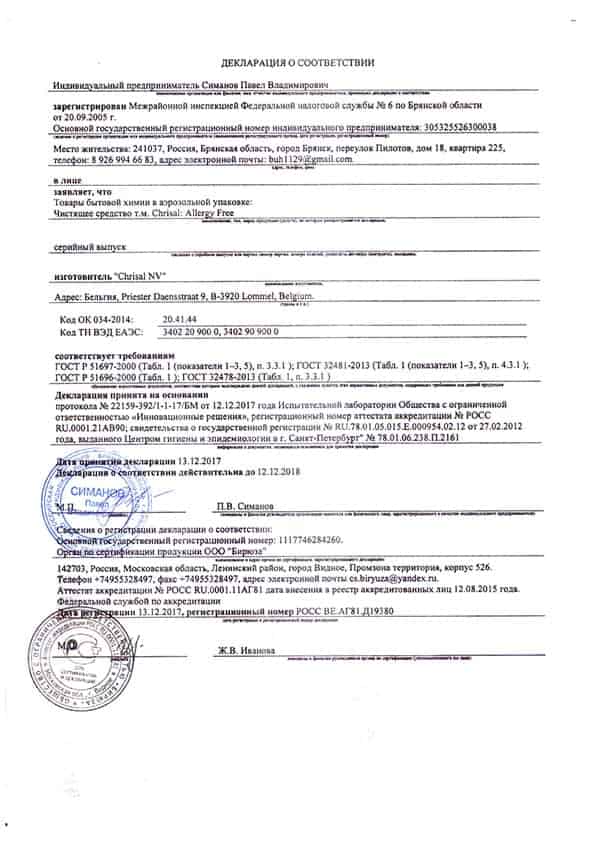 ДЕКЛАРАЦИЯ О СООТВЕТСТВИИ
Индивидуальный предприниматель Симанов Павел Владимирович
зарегистрирован Межрайонной инспекцией Федеральной налоговой службы № 6 по Брянской области
от 20.09.2005 г.
Основной государственный регистрационный номер индивидуального предпринимателя: 305325526300038
Место жительства: 241037, Россия, Брянская область, город Брянск, переулок Пилотов, дом 18, квартира 225,
телефон: 8 926 994 66 83, адрес электронной почты: buh1129@gmail.com
адрес, телефон, факс
в лице
заявляет, что
Товары бытовой химии в аэрозольной упаковке:
Чистящее средство т.м. Chrisal: Allergy Free
серийный выпуск
изготовитель "Chrisal NV"
Адрес: Бельгия, Priester Daensstraat 9, B-3920 Lommel, Belgium.
Код ОК 034-2014: 20.41.44
Код ТН ВЭД ЕАЭС: 3402 20 900 0, 3402 90 900 0
соответствует требованиям
ГОСТ Р 51697-2000 (Табл. 1 (показатели 1–3, 5), п. 3.3.1 ); ГОСТ 32481-2013 (Табл. 1 (показатели 1–3, 5), п. 4.3.1 );
ГОСТ Р 51696-2000 (Табл. 1 ); ГОСТ 32478-2013 (Табл. 1, п. 3.3.1 )
Декларация принята на основании
протокола № 22159-392/1-1-17/БМ от 12.12.2017 года Испытательной лаборатории Общества с ограниченной
ответственностью «Инновационные решения», регистрационный номер аттестата аккредитации № РОСС
RU.0001.21АВ90; свидетельства о государственной регистрации № RU.78.01.05.015.Е.000954.02.12 от 27.02.2012
года, выданного Центром гигиены и эпидемиологии в г. Санкт-Петербург" № 78.01.06.238.П.2161
Дата принятия декларации 13.12.2017
Декларация о соответствии действительна до 12.12.2018
СИМАНОВ
Павел
М.П. П.В. Симанов
Сведения о регистрации декларации о соответствии:
Основной государственный регистрационный номер: 1117746284260.
Орган по сертификации продукции ООО "Бирюза"
142703, Россия, Московская область, Ленинский район, город Видное, Промзона территория, корпус 526.
Телефон +74955328497, факс +74955328497, адрес электронной почты cs.biryuza@yandex.ru.
Аттестат аккредитации № РОСС RU.0001.11АГ81 дата внесения в реестр аккредитованных лиц 12.08.2015 года.
Федеральной службой по аккредитации
Дата регистрации 13.12.2017, регистрационный номер РОСС BE.АГ81.Д19380
Ж.В. Иванова